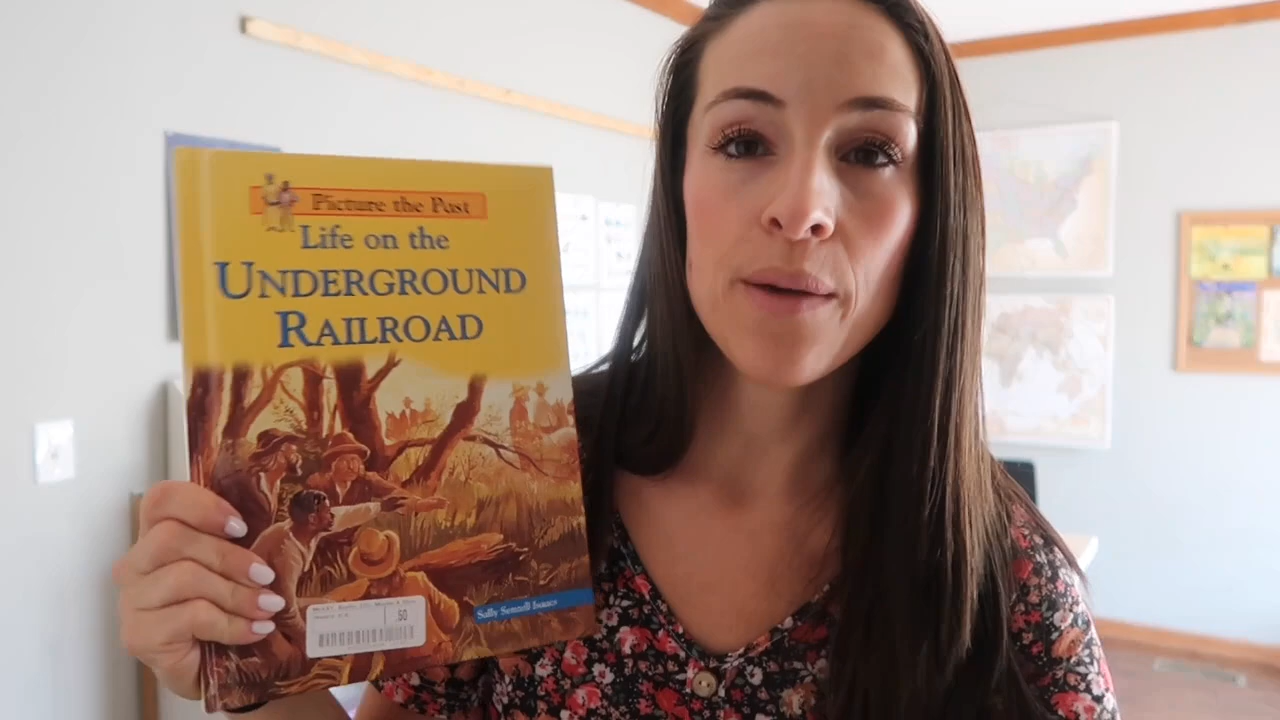 Picture the Past
Life on the
UNDERGROUND
RAILROAD
Sally Senzell Isaacs
.50